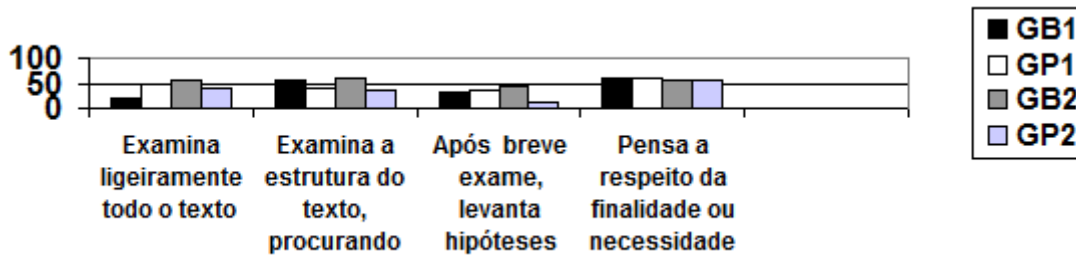 100
50
0
Examina
ligeiramente
todo o texto
Examina a
estrutura do
texto,
procurando
Após breve
exame,
levanta
hipóteses
Pensa a
respeito da
finalidade ou
necessidade
GB1
GP1
GB2
GP2